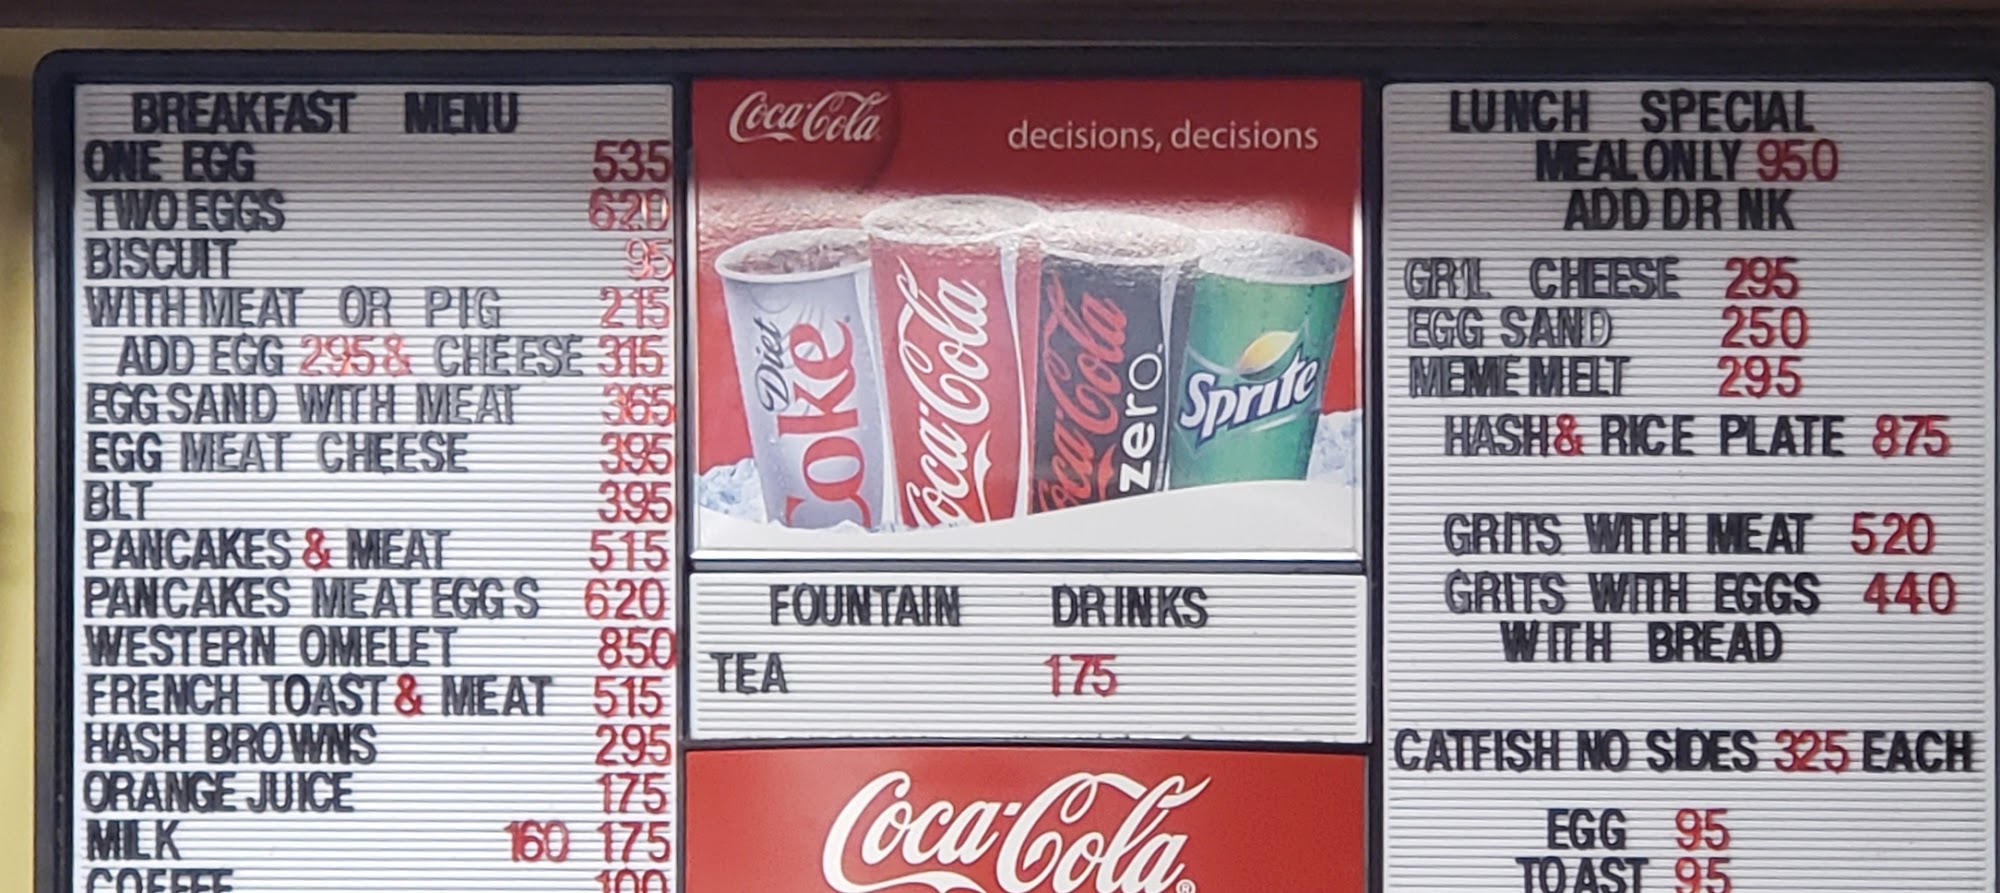 BREAKFAST MENU
ONE EGG 535
TWO EGGS 620
BISCUIT 95
WITH MEAT OR PIG 215
ADD EGG 295 & CHEESE 315
EGG SAND WITH MEAT 365
EGG MEAT CHEESE 395
BLT 395
PANCAKES & MEAT 515
PANCAKES MEAT EGGS 620
WESTERN OMELET 850
FRENCH TOAST & MEAT 515
HASH BROWNS 295
ORANGE JUICE 175
MILK 160 175
COFFEE 100
Coca-Cola
decisions, decisions
Diet Coke
Coca-Cola
Coca-Cola zero
Sprite
FOUNTAIN DRINKS
TEA 175
Coca-Cola®
LUNCH SPECIAL
MEAL ONLY 950
ADD DR NK
GRIL CHEESE 295
EGG SAND 250
MEME MELT 295
HASH & RICE PLATE 875
GRITS WITH MEAT 520
GRITS WITH EGGS 440
WITH BREAD
CATFISH NO SIDES 325 EACH
EGG 95
TOAST 95